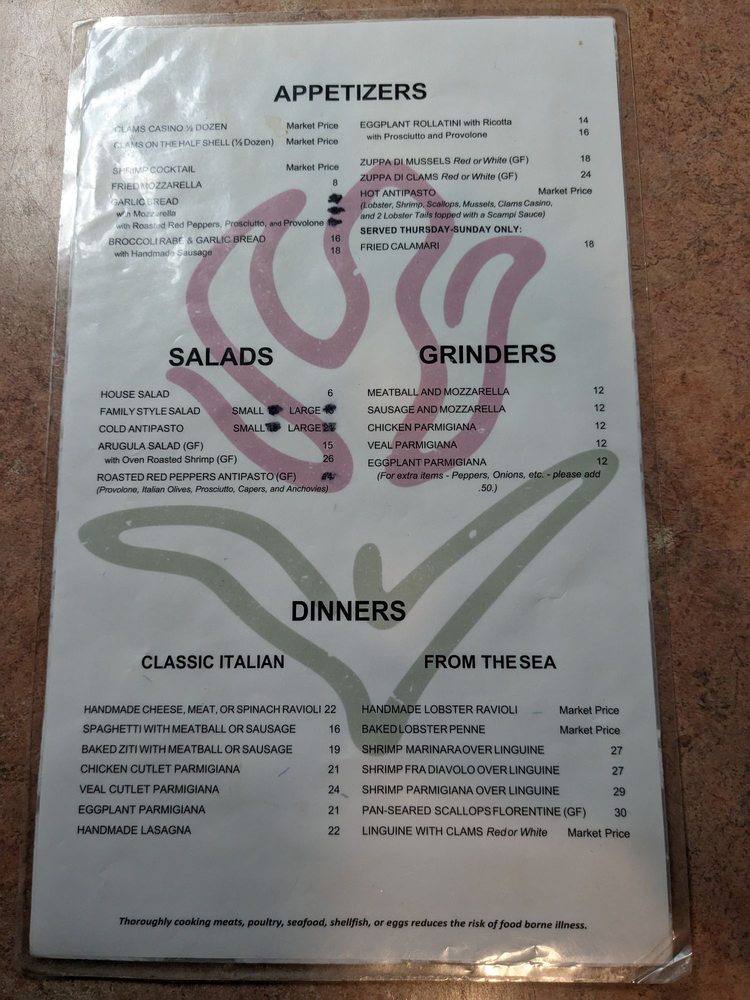 APPETIZERS
CLAMS CASINO ½ DOZEN Market Price
CLAMS ON THE HALF SHELL (½ Dozen) Market Price
SHRIMP COCKTAIL Market Price
FRIED MOZZARELLA 8
GARLIC BREAD
with Mozzarella
with Roasted Red Peppers, Prosciutto, and Provolone
BROCCOLI RABE & GARLIC BREAD 16
with Handmade Sausage 18
EGGPLANT ROLLATINI with Ricotta 14
with Prosciutto and Provolone 16
ZUPPA DI MUSSELS Red or White (GF) 18
ZUPPA DI CLAMS Red or White (GF) 24
HOT ANTIPASTO Market Price
(Lobster, Shrimp, Scallops, Mussels, Clams Casino,
and 2 Lobster Tails topped with a Scampi Sauce)
SERVED THURSDAY-SUNDAY ONLY:
FRIED CALAMARI 18
SALADS
HOUSE SALAD 6
FAMILY STYLE SALAD SMALL LARGE
COLD ANTIPASTO SMALL LARGE
ARUGULA SALAD (GF) 15
with Oven Roasted Shrimp (GF) 26
ROASTED RED PEPPERS ANTIPASTO (GF)
(Provolone, Italian Olives, Prosciutto, Capers, and Anchovies)
GRINDERS
MEATBALL AND MOZZARELLA 12
SAUSAGE AND MOZZARELLA 12
CHICKEN PARMIGIANA 12
VEAL PARMIGIANA 12
EGGPLANT PARMIGIANA 12
(For extra items - Peppers, Onions, etc. - please add
.50.)
DINNERS
CLASSIC ITALIAN
HANDMADE CHEESE, MEAT, OR SPINACH RAVIOLI 22
SPAGHETTI WITH MEATBALL OR SAUSAGE 16
BAKED ZITI WITH MEATBALL OR SAUSAGE 19
CHICKEN CUTLET PARMIGIANA 21
VEAL CUTLET PARMIGIANA 24
EGGPLANT PARMIGIANA 21
HANDMADE LASAGNA 22
FROM THE SEA
HANDMADE LOBSTER RAVIOLI Market Price
BAKED LOBSTER PENNE Market Price
SHRIMP MARINARA OVER LINGUINE 27
SHRIMP FRA DIAVOLO OVER LINGUINE 27
SHRIMP PARMIGIANA OVER LINGUINE 29
PAN-SEARED SCALLOPS FLORENTINE (GF) 30
LINGUINE WITH CLAMS Red or White Market Price
Thoroughly cooking meats, poultry, seafood, shellfish, or eggs reduces the risk of food borne illness.